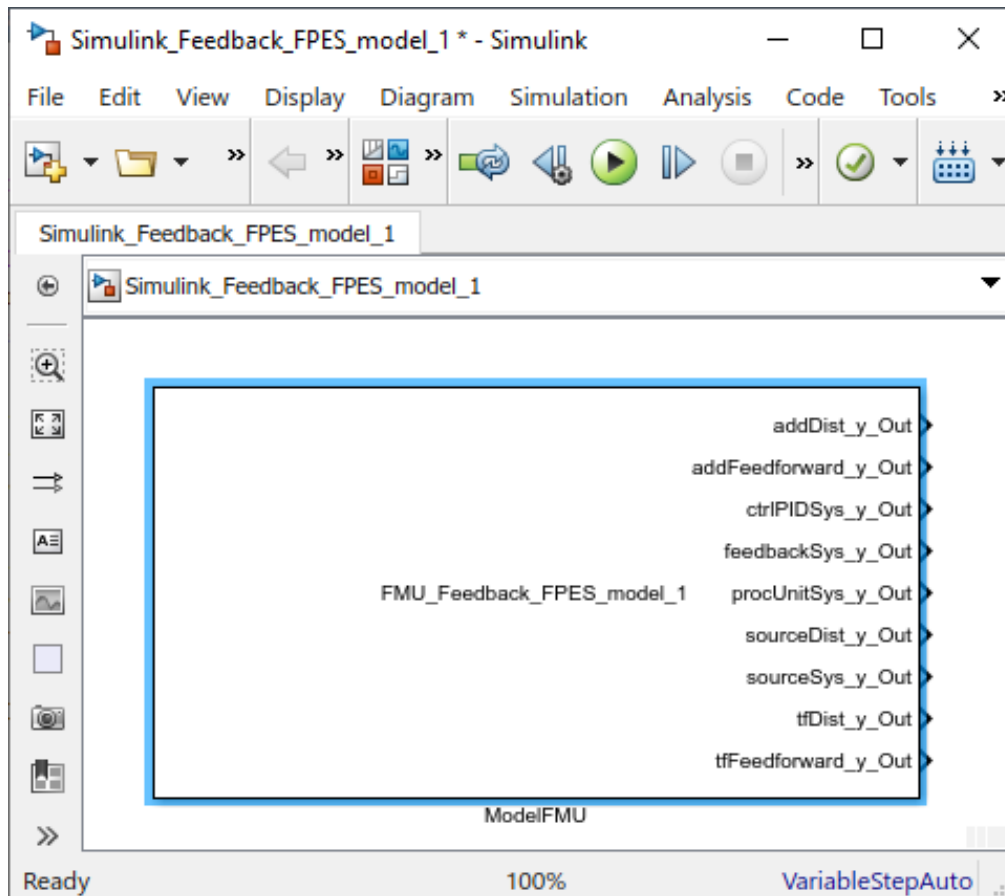 Simulink_Feedback_FPES_model_1 * - Simulink
File Edit View Display Diagram Simulation Analysis Code Tools »
Simulink_Feedback_FPES_model_1
Simulink_Feedback_FPES_model_1
addDist_y_Out
addFeedforward_y_Out
ctrlPIDSys_y_Out
feedbackSys_y_Out
FMU_Feedback_FPES_model_1 procUnitSys_y_Out
sourceDist_y_Out
sourceSys_y_Out
tfDist_y_Out
tfFeedforward_y_Out
ModelFMU
Ready 100% VariableStepAuto